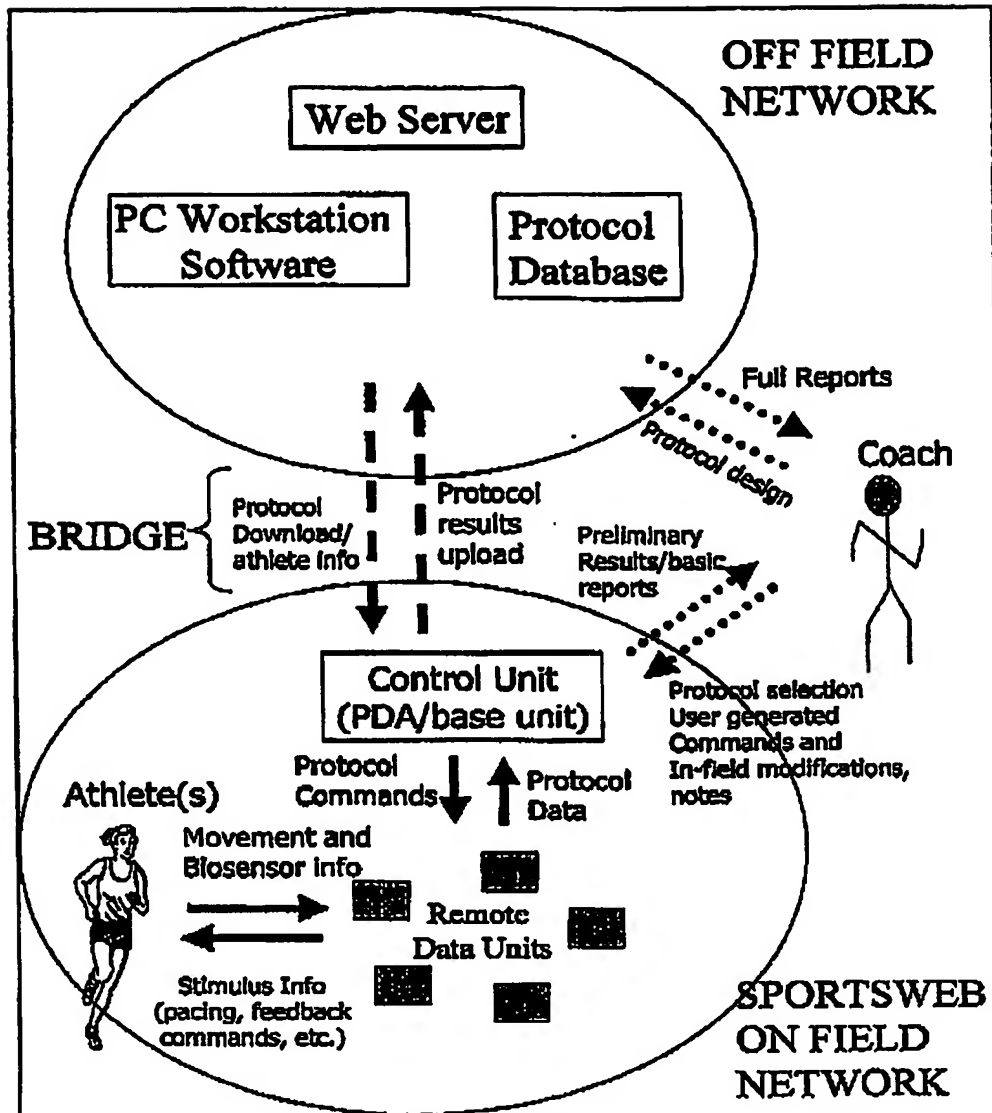 OFF FIELD
NETWORK
Web Server
PC Workstation
Software
Protocol
Database
Full Reports
Protocol design
Coach
BRIDGE
Protocol
Download/
athlete info
Protocol
results
upload
Preliminary
Results/basic
reports
Control Unit
(PDA/base unit)
Protocol selection
User generated
Commands and
In-field modifications,
notes
Protocol
Commands
Protocol
Data
Athlete(s)
Movement and
Biosensor info
Remote
Data Units
Stimulus Info
(pacing, feedback
commands, etc.)
SPORTSWEB
ON FIELD
NETWORK